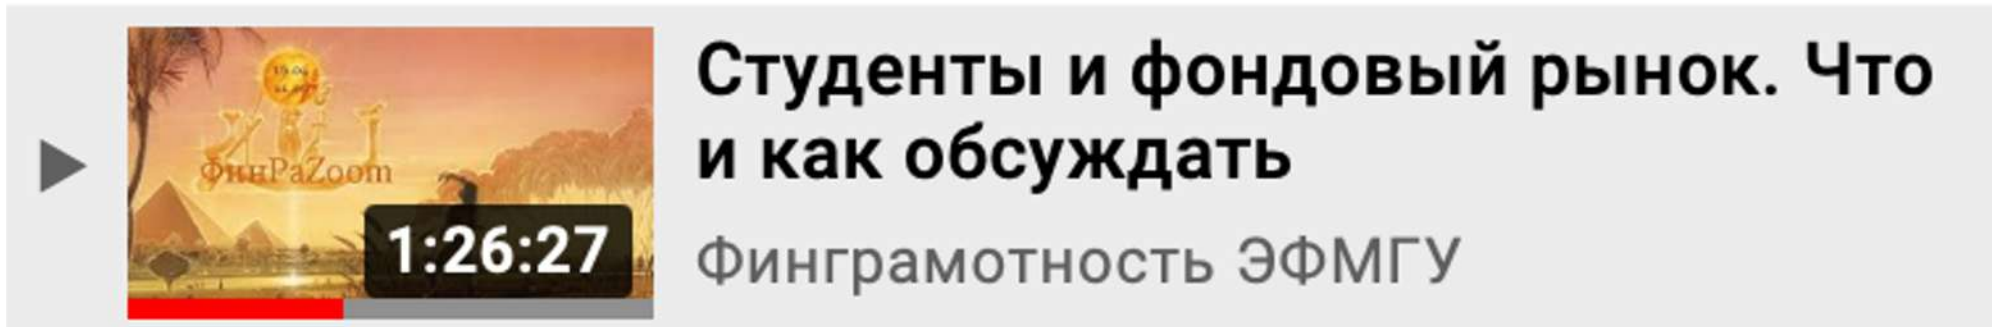 Студенты и фондовый рынок. Что
и как обсуждать
ФинРаZoom
1:26:27
Финграмотность ЭФМГУ